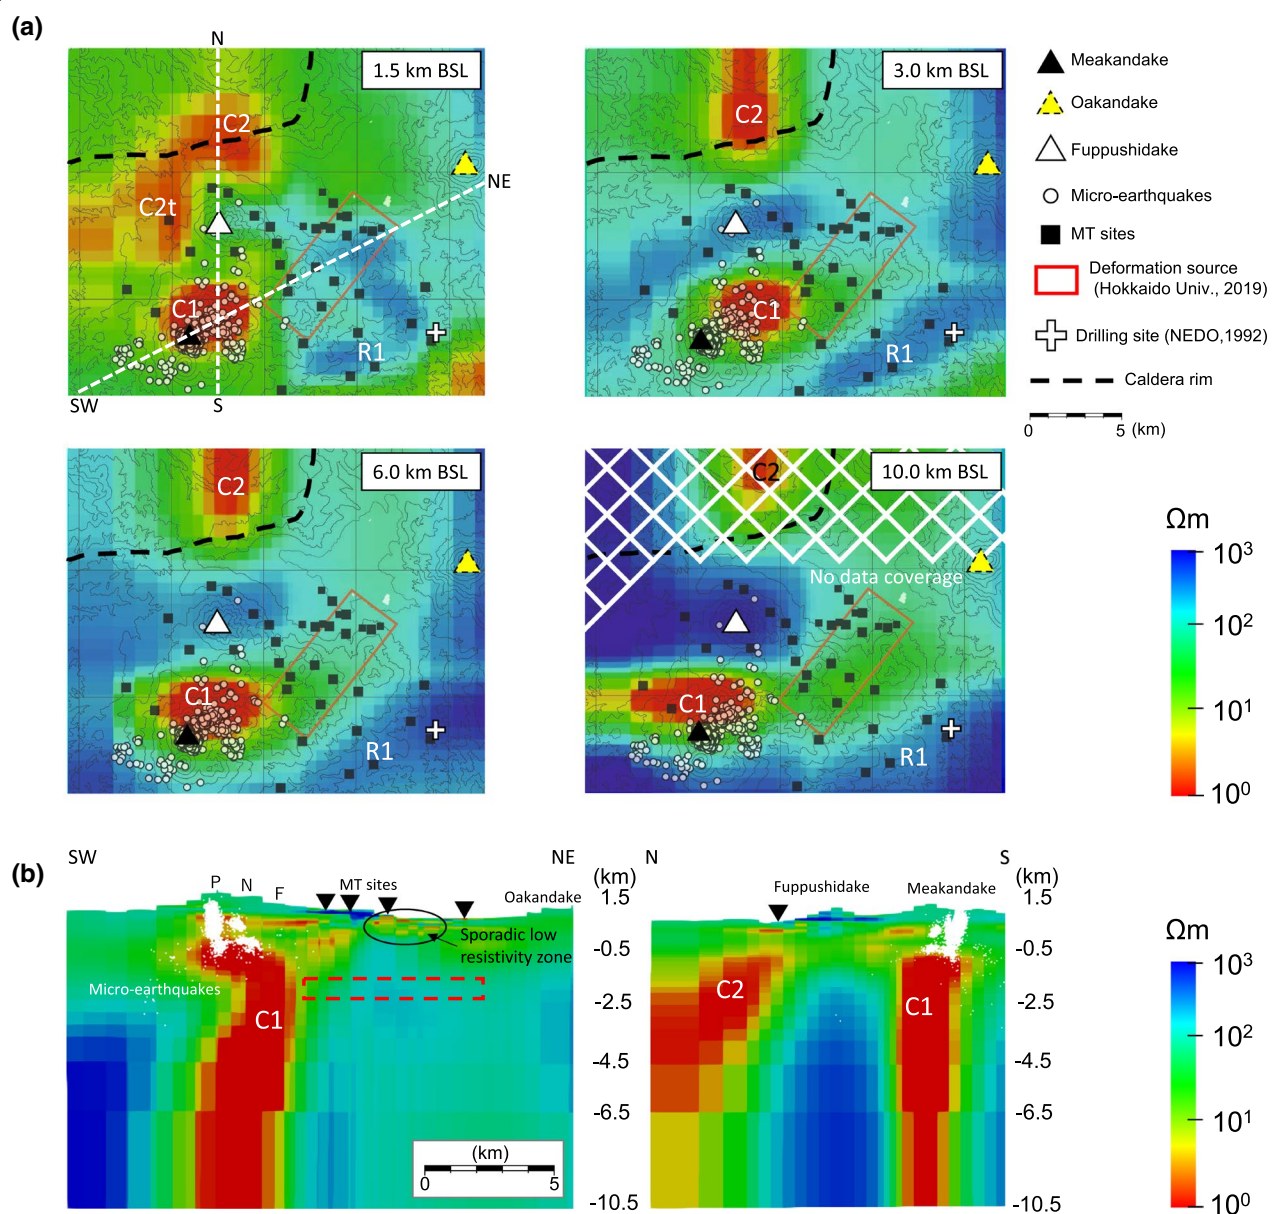 (a)
N
1.5 km BSL
C2
C2t
C1
R1
NE
SW
S
3.0 km BSL
C2
C1
R1
Meakandake
Oakandake
Fuppushidake
Micro-earthquakes
MT sites
Deformation source
(Hokkaido Univ., 2019)
Drilling site (NEDO,1992)
Caldera rim
0 5 (km)
6.0 km BSL
C2
C1
R1
10.0 km BSL
C2
No data coverage
C1
R1
Ωm
10³
10²
10¹
10⁰
(b)
SW
NE
P N F
MT sites
Oakandake
Sporadic low
resistivity zone
Micro-earthquakes
C1
(km)
0 5
(km)
1.5
-0.5
-2.5
-4.5
-6.5
-10.5
N
S
Fuppushidake
Meakandake
C2
C1
(km)
1.5
-0.5
-2.5
-4.5
-6.5
-10.5
Ωm
10³
10²
10¹
10⁰